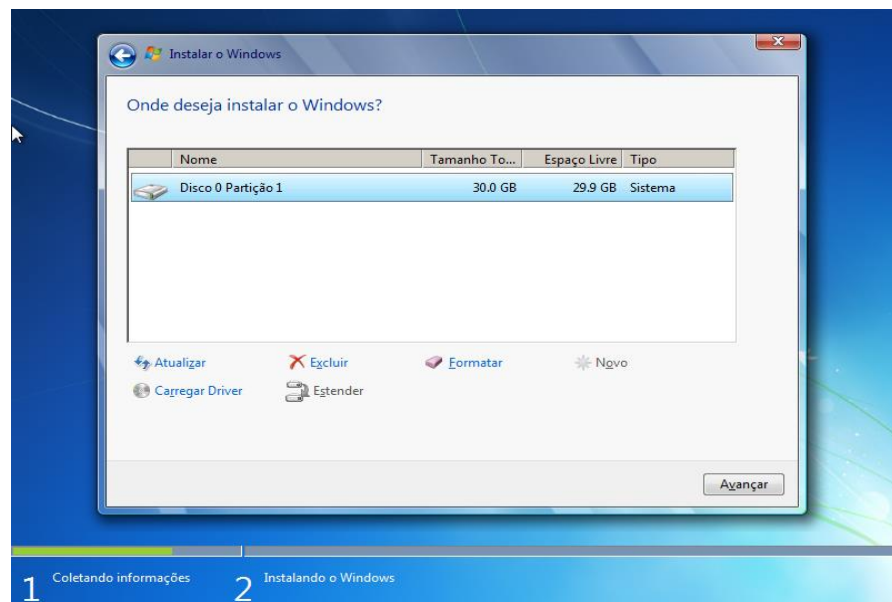 Instalar o Windows
Onde deseja instalar o Windows?
Nome Tamanho To... Espaço Livre Tipo
Disco 0 Partição 1 30.0 GB 29.9 GB Sistema
Atualizar Excluir Formatar Novo
Carregar Driver Estender
Avançar
1 Coletando informações 2 Instalando o Windows